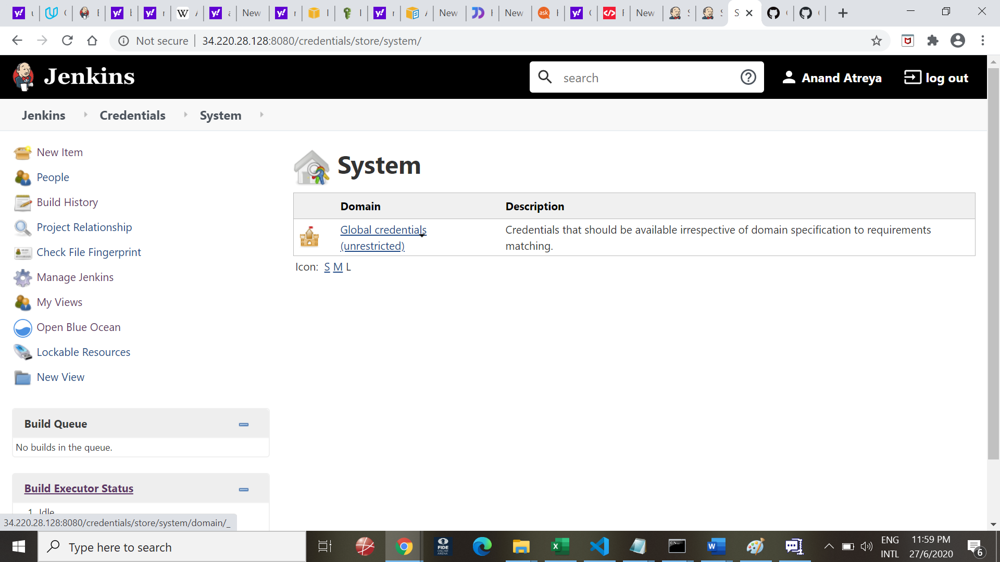 New
New
New
New
Not secure
34.220.28.128:8080/credentials/store/system/
Jenkins
search
Anand Atreya
log out
Jenkins
Credentials
System
New Item
People
Build History
Project Relationship
Check File Fingerprint
Manage Jenkins
My Views
Open Blue Ocean
Lockable Resources
New View
Build Queue
No builds in the queue.
Build Executor Status
1 Idle
34.220.28.128:8080/credentials/store/system/domain/_
System
Domain
Description
Global credentials
(unrestricted)
Credentials that should be available irrespective of domain specification to requirements
matching.
Icon: S M L
Type here to search
FIDE
ONLINE
ARENA
ENG
INTL
11:59 PM
27/6/2020
6